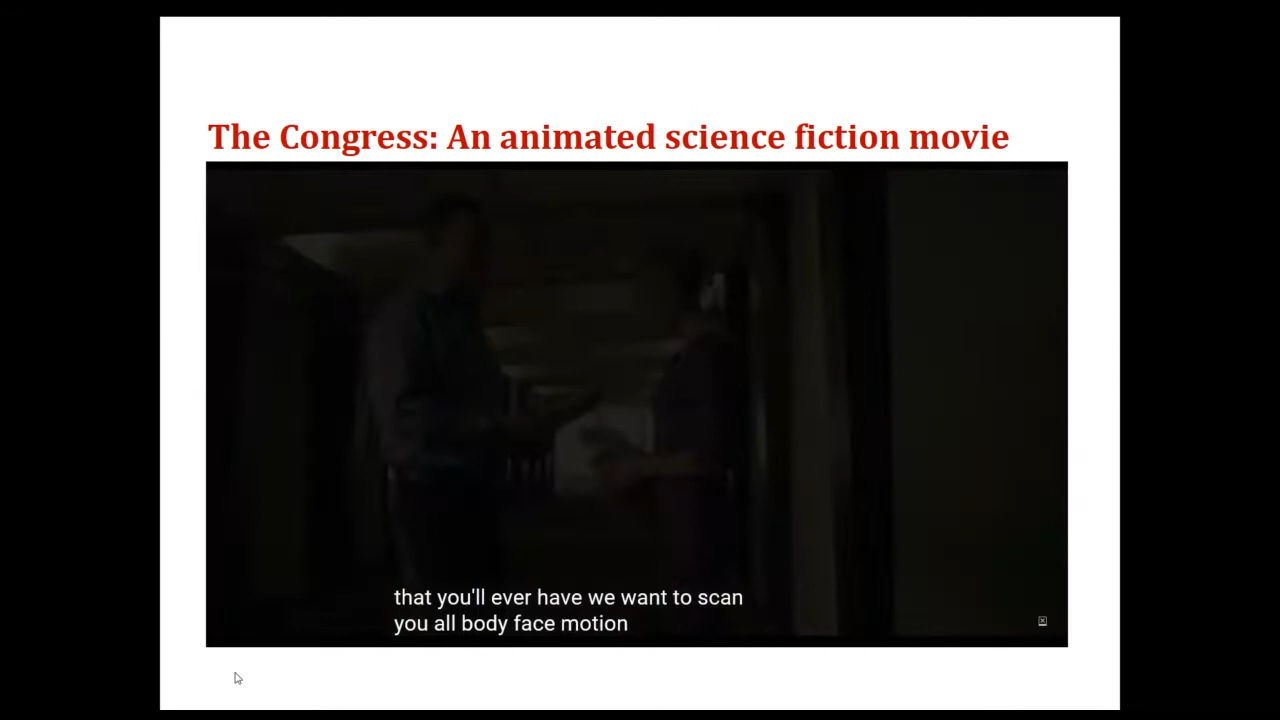 The Congress: An animated science fiction movie
that you'll ever have we want to scan
you all body face motion